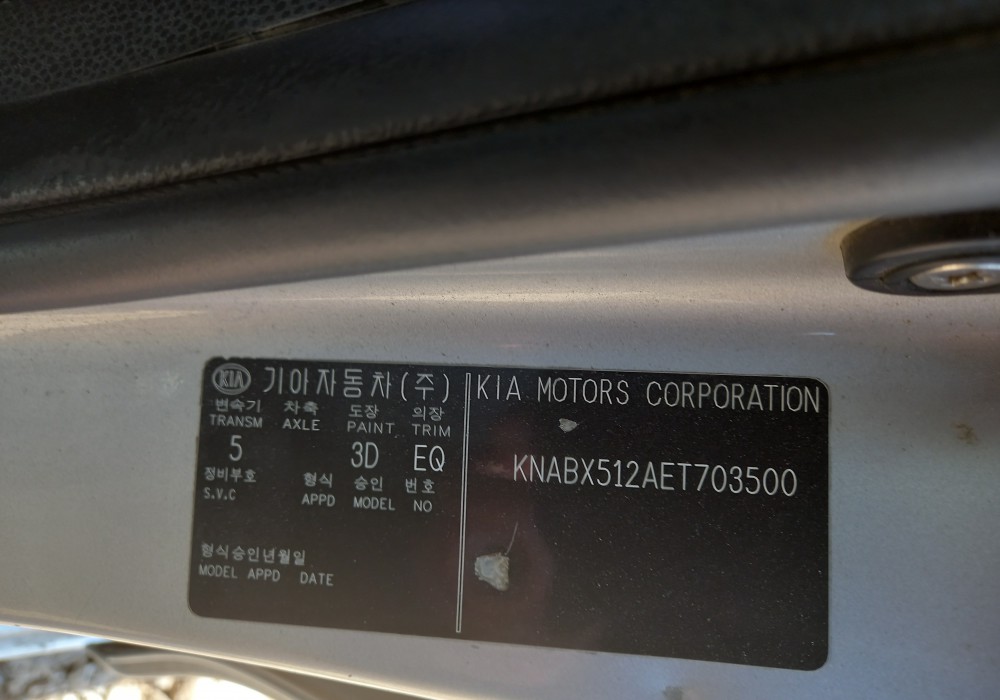 KIA 기아자동차(주)
변속기 차축 도장 의장
TRANSM AXLE PAINT TRIM
5 3D EQ
정비부호 형식 승인 번호
S.V.C APPD MODEL NO
형식승인년월일
MODEL APPD DATE
KIA MOTORS CORPORATION
KNABX512AET703500